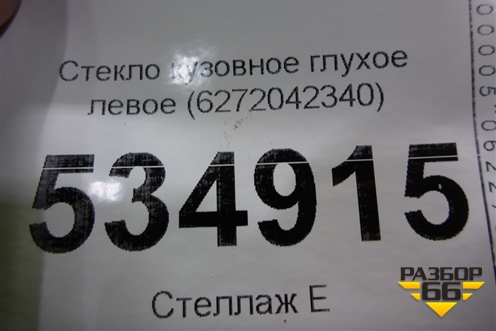 Стекло кузовное глухое
левое (6272042340)
534915
Стеллаж Е
РАЗБОР
66